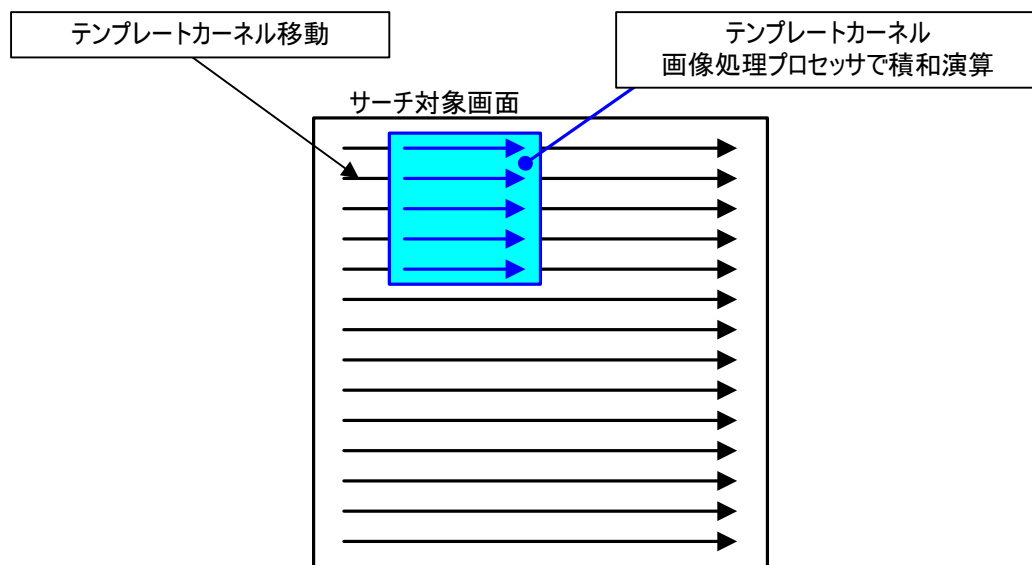 テンプレートカーネル移動
テンプレートカーネル
画像処理プロセッサで積和演算
サーチ対象画面